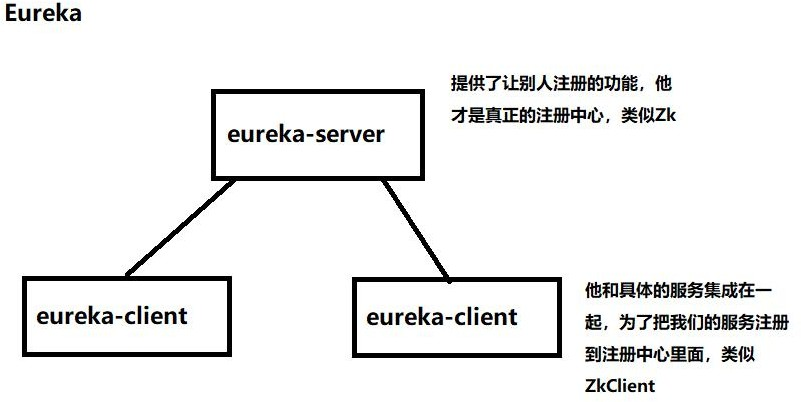 Eureka
提供了让别人注册的功能，他
才是真正的注册中心，类似Zk
eureka-server
eureka-client
eureka-client
他和具体的服务集成在一
起，为了把我们的服务注册
到注册中心里面，类似
ZkClient